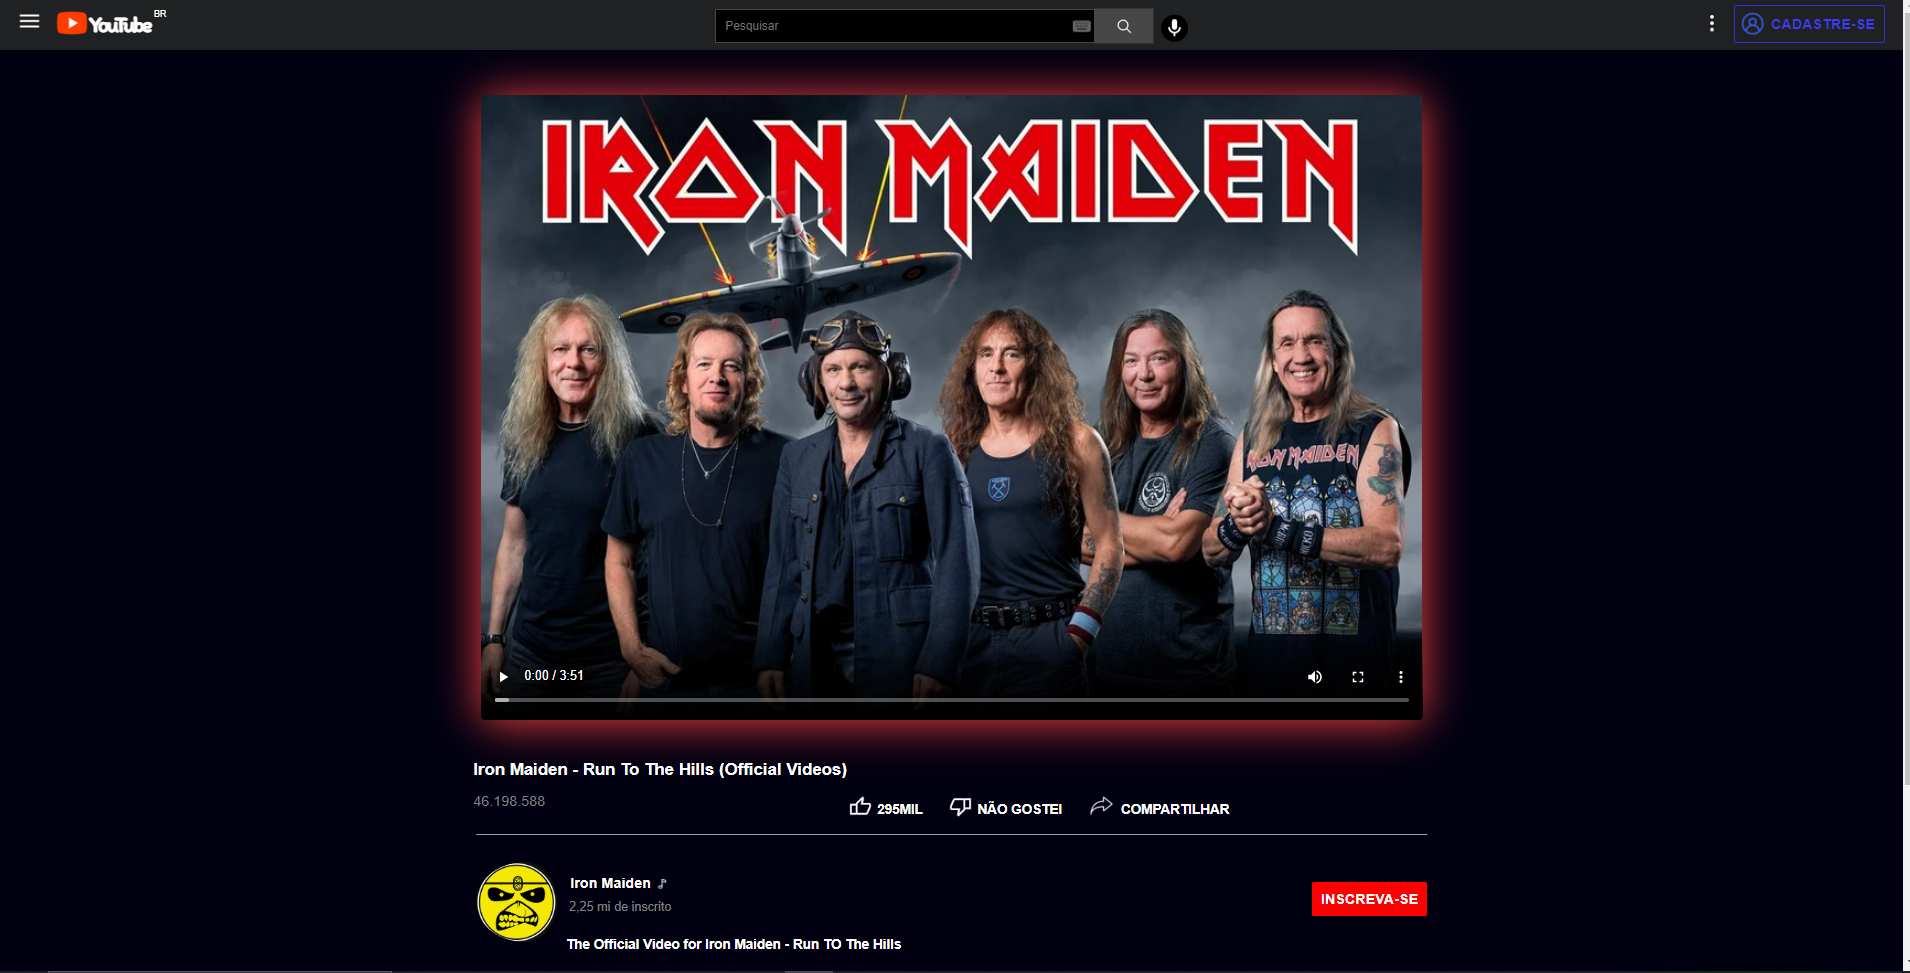 YouTube BR
Pesquisar
CADASTRE-SE
IRON MAIDEN
IRON MAIDEN
NICKO
0:00 / 3:51
Iron Maiden - Run To The Hills (Official Videos)
46.198.588
295MIL
NÃO GOSTEI
COMPARTILHAR
Iron Maiden
2,25 mi de inscrito
INSCREVA-SE
The Official Video for Iron Maiden - Run TO The Hills